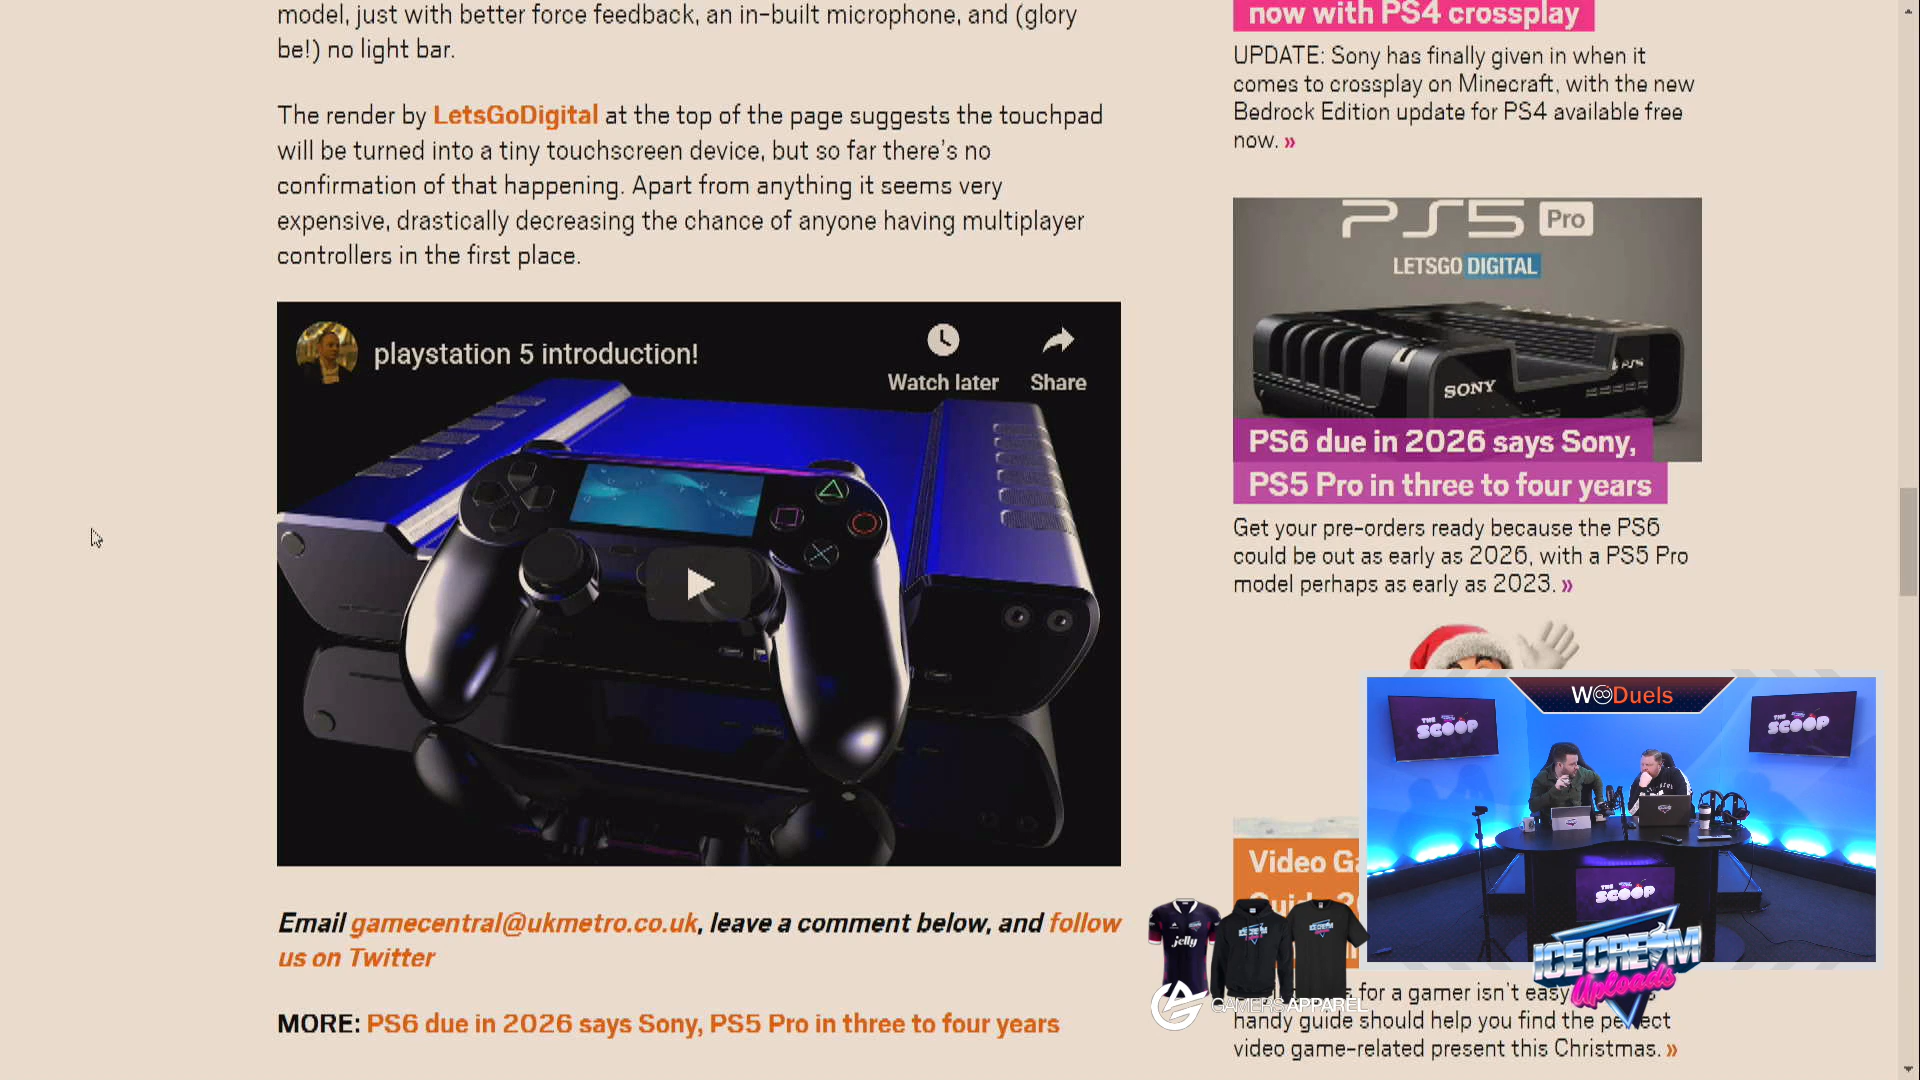 model, just with better force feedback, an in-built microphone, and (glory
be!) no light bar.
The render by LetsGoDigital at the top of the page suggests the touchpad
will be turned into a tiny touchscreen device, but so far there's no
confirmation of that happening. Apart from anything it seems very
expensive, drastically decreasing the chance of anyone having multiplayer
controllers in the first place.
playstation 5 introduction!
Watch later
Share
Email gamecentral@ukmetro.co.uk, leave a comment below, and follow
us on Twitter
MORE: PS6 due in 2026 says Sony, PS5 Pro in three to four years
now with PS4 crossplay
UPDATE: Sony has finally given in when it
comes to crossplay on Minecraft, with the new
Bedrock Edition update for PS4 available free
now. »
PS5 Pro
LETSGO DIGITAL
SONY
PS5
PS6 due in 2026 says Sony,
PS5 Pro in three to four years
Get your pre-orders ready because the PS6
could be out as early as 2026, with a PS5 Pro
model perhaps as early as 2023. »
Video Ga
for a gamer isn't easy
handy guide should help you find the perfect
video game-related present this Christmas. »
WDuels
THE SCOOP
THE SCOOP
THE SCOOP
ICE CREAM
Uploads
jelly
GAMERS APPAREL